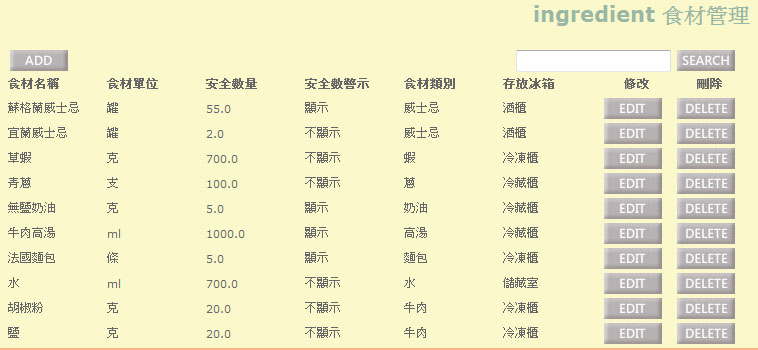 ingredient 食材管理
ADD SEARCH
食材名稱 食材單位 安全數量 安全數警示 食材類別 存放冰箱 修改 刪除
蘇格蘭威士忌 罐 55.0 顯示 威士忌 酒櫃 EDIT DELETE
宜蘭威士忌 罐 2.0 不顯示 威士忌 酒櫃 EDIT DELETE
草蝦 克 700.0 不顯示 蝦 冷凍櫃 EDIT DELETE
青蔥 支 100.0 不顯示 蔥 冷藏櫃 EDIT DELETE
無鹽奶油 克 5.0 顯示 奶油 冷藏櫃 EDIT DELETE
牛肉高湯 ml 1000.0 顯示 高湯 冷藏櫃 EDIT DELETE
法國麵包 條 5.0 顯示 麵包 冷凍櫃 EDIT DELETE
水 ml 700.0 不顯示 水 儲藏室 EDIT DELETE
胡椒粉 克 20.0 不顯示 牛肉 冷凍櫃 EDIT DELETE
鹽 克 20.0 不顯示 牛肉 冷凍櫃 EDIT DELETE